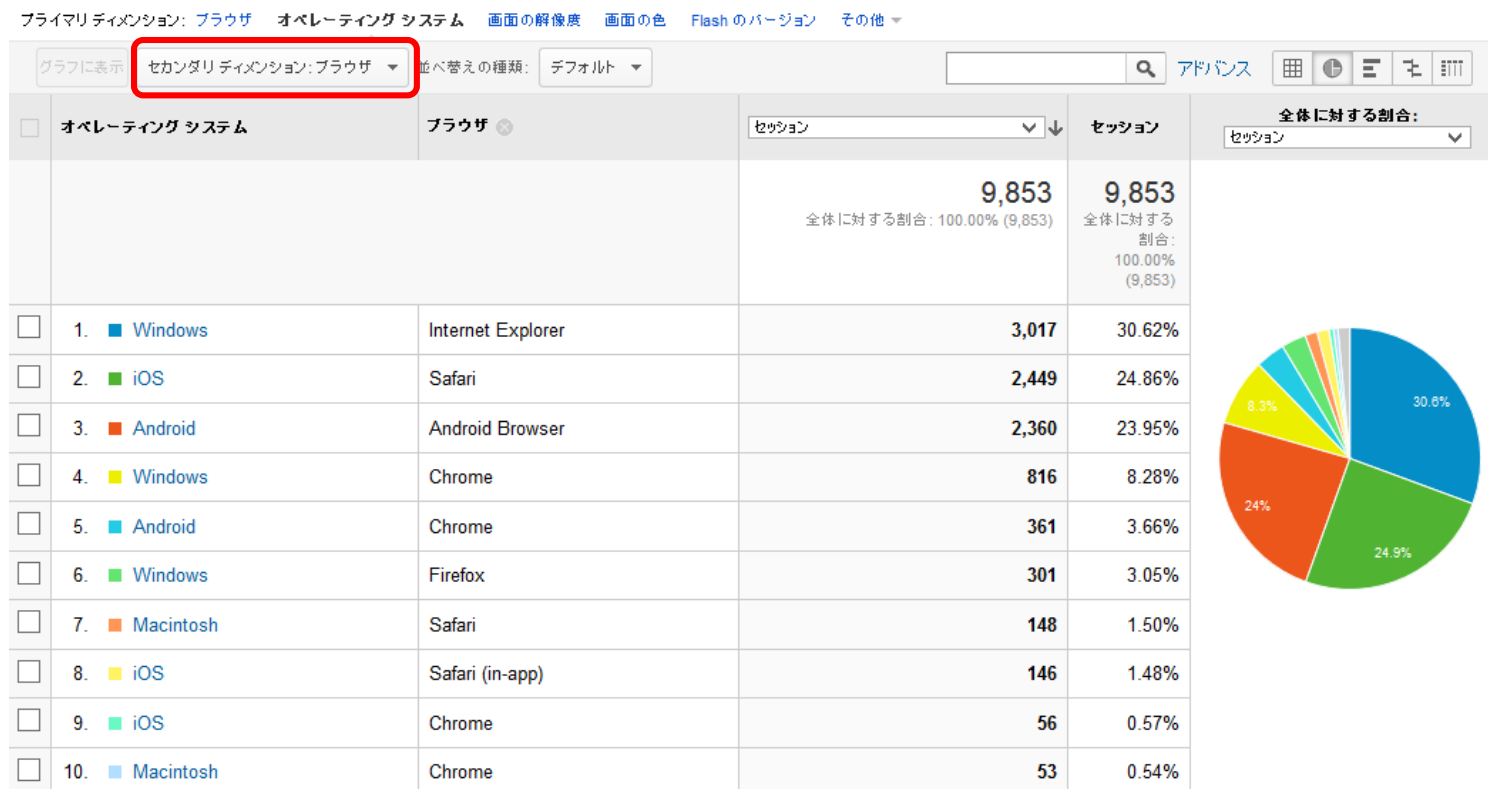 プライマリ ディメンション: ブラウザ オペレーティング システム 画面の解像度 画面の色 Flash のバージョン その他
グラフに表示 セカンダリ ディメンション: ブラウザ 並べ替えの種類: デフォルト アドバンス
オペレーティング システム ブラウザ セッション セッション 全体に対する割合:
セッション
9,853 9,853
全体に対する割合: 100.00% (9,853) 全体に対する
割合:
100.00%
(9,853)
1. Windows Internet Explorer 3,017 30.62%
2. iOS Safari 2,449 24.86%
3. Android Android Browser 2,360 23.95%
4. Windows Chrome 816 8.28%
5. Android Chrome 361 3.66%
6. Windows Firefox 301 3.05%
7. Macintosh Safari 148 1.50%
8. iOS Safari (in-app) 146 1.48%
9. iOS Chrome 56 0.57%
10. Macintosh Chrome 53 0.54%
30.6%
8.3%
24%
24.9%